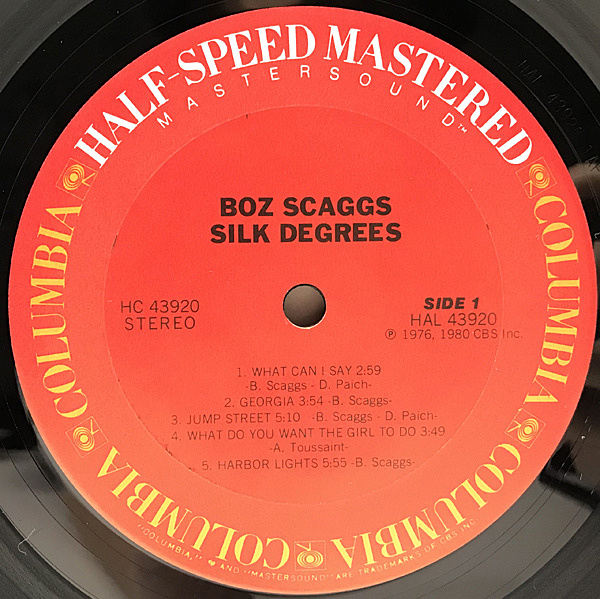 HALF-SPEED MASTERED
MASTERSOUND™
BOZ SCAGGS
SILK DEGREES
HC 43920
STEREO
SIDE 1
HAL 43920
℗ 1976, 1980 CBS Inc.
1. WHAT CAN I SAY 2:59
-B. Scaggs - D. Paich-
2. GEORGIA 3:54 -B. Scaggs-
3. JUMP STREET 5:10 -B. Scaggs - D. Paich-
4. WHAT DO YOU WANT THE GIRL TO DO 3:49
-A. Toussaint-
5. HARBOR LIGHTS 5:55 -B. Scaggs-
COLUMBIA
COLUMBIA
COLUMBIA
COLUMBIA
COLUMBIA
COLUMBIA
"COLUMBIA," AND "MASTERSOUND" ARE TRADEMARKS OF CBS INC.